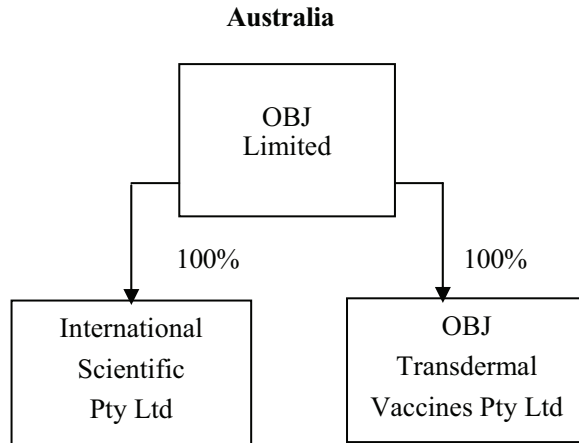 Australia
OBJ
Limited
100%
100%
International
Scientific
Pty Ltd
OBJ
Transdermal
Vaccines Pty Ltd